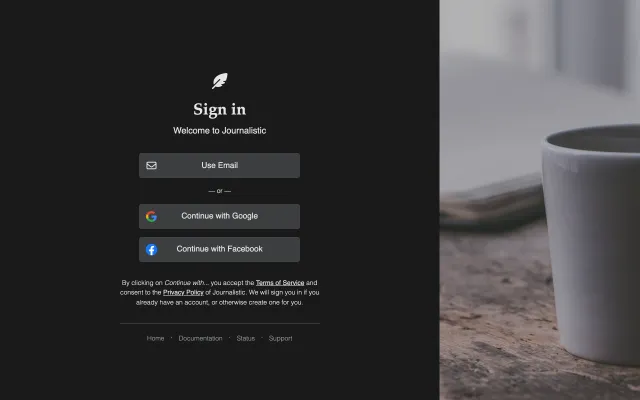 Sign in
Welcome to Journalistic
Use Email
— or —
Continue with Google
Continue with Facebook
By clicking on Continue with... you accept the Terms of Service and
consent to the Privacy Policy of Journalistic. We will sign you in if you
already have an account, or otherwise create one for you.
Home · Documentation · Status · Support